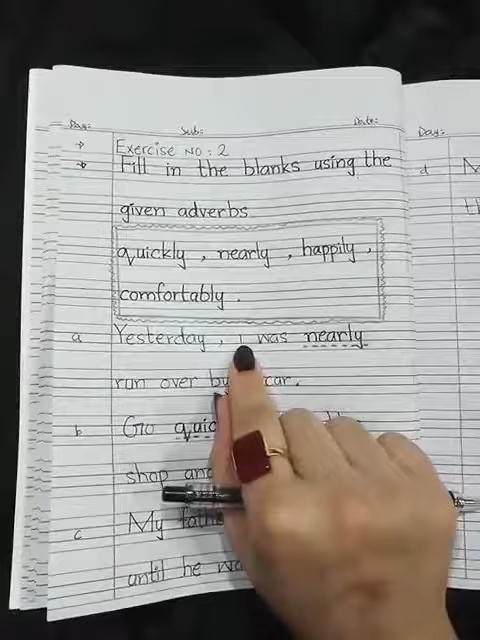 Day: Sub: Date:
Exercise NO: 2
Fill in the blanks using the
given adverbs
quickly , nearly , happily ,
comfortably .
a Yesterday , i was nearly
run over by car.
b Go
shop and
c My
until he
Day:
d